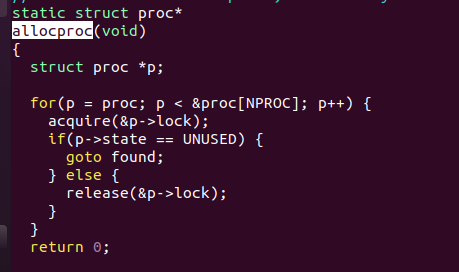 static struct proc*
allocproc(void)
{
  struct proc *p;

  for(p = proc; p < &proc[NPROC]; p++) {
    acquire(&p->lock);
    if(p->state == UNUSED) {
      goto found;
    } else {
      release(&p->lock);
    }
  }
  return 0;